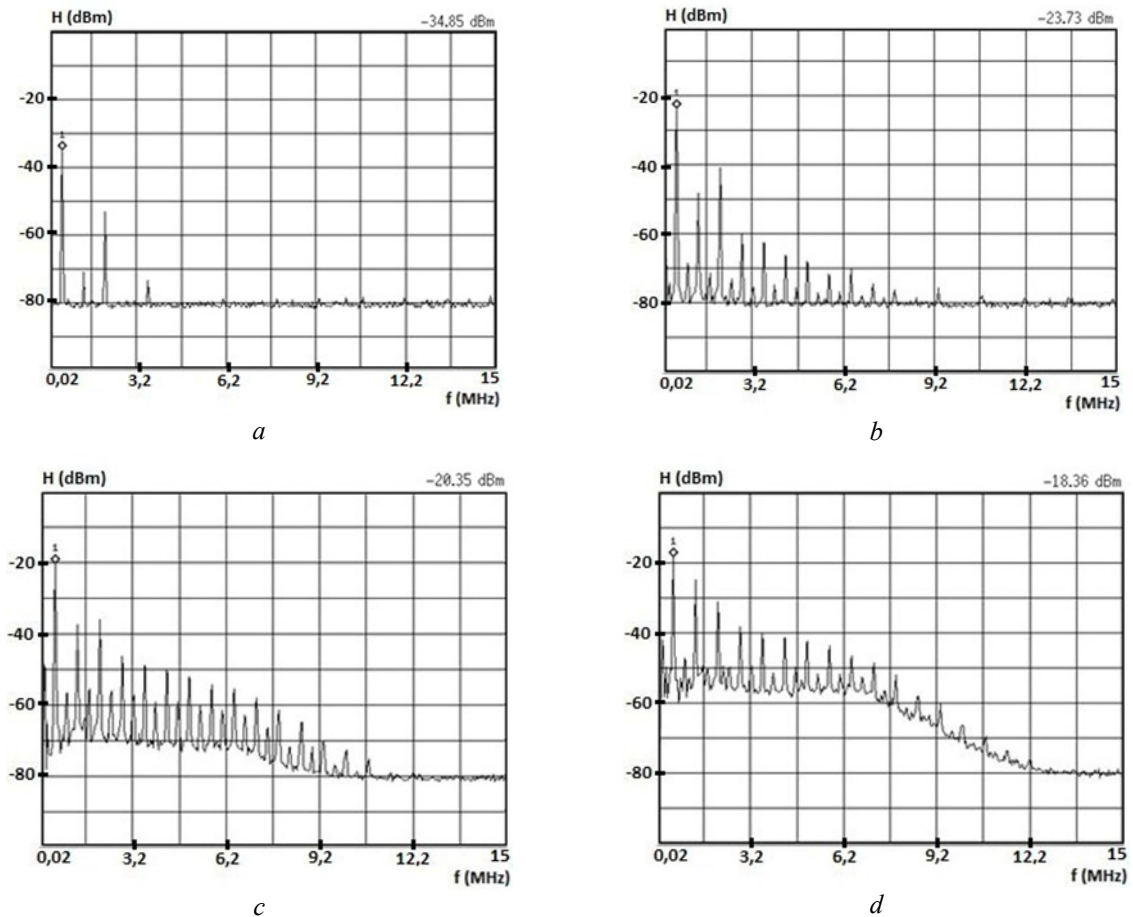 H (dBm) -34.85 dBm
1
-20
-40
-60
-80
0,02 3,2 6,2 9,2 12,2 15
f (MHz)
a
H (dBm) -23.73 dBm
1
-20
-40
-60
-80
0,02 3,2 6,2 9,2 12,2 15
f (MHz)
b
H (dBm) -20.35 dBm
1
-20
-40
-60
-80
0,02 3,2 6,2 9,2 12,2 15
f (MHz)
c
H (dBm) -18.36 dBm
1
-20
-40
-60
-80
0,02 3,2 6,2 9,2 12,2 15
f (MHz)
d